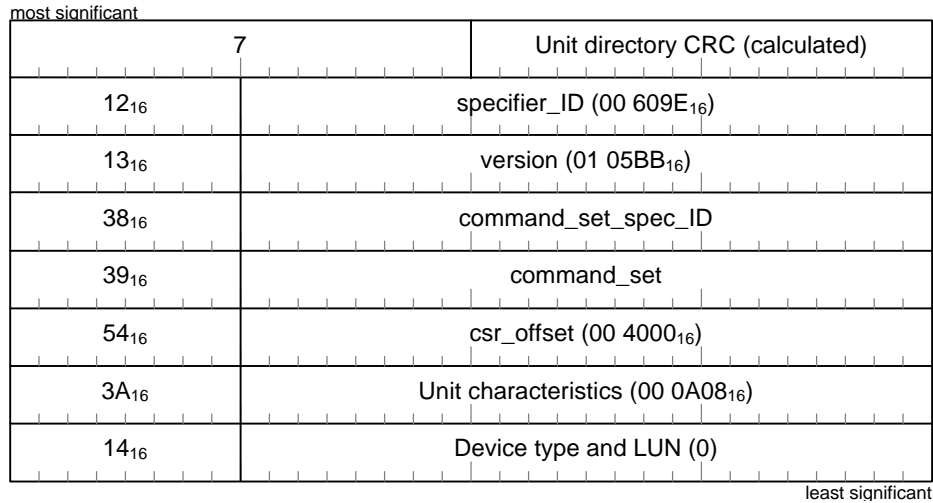 most significant
7 Unit directory CRC (calculated)
12₁₆ specifier_ID (00 609E₁₆)
13₁₆ version (01 05BB₁₆)
38₁₆ command_set_spec_ID
39₁₆ command_set
54₁₆ csr_offset (00 4000₁₆)
3A₁₆ Unit characteristics (00 0A08₁₆)
14₁₆ Device type and LUN (0)
least significant